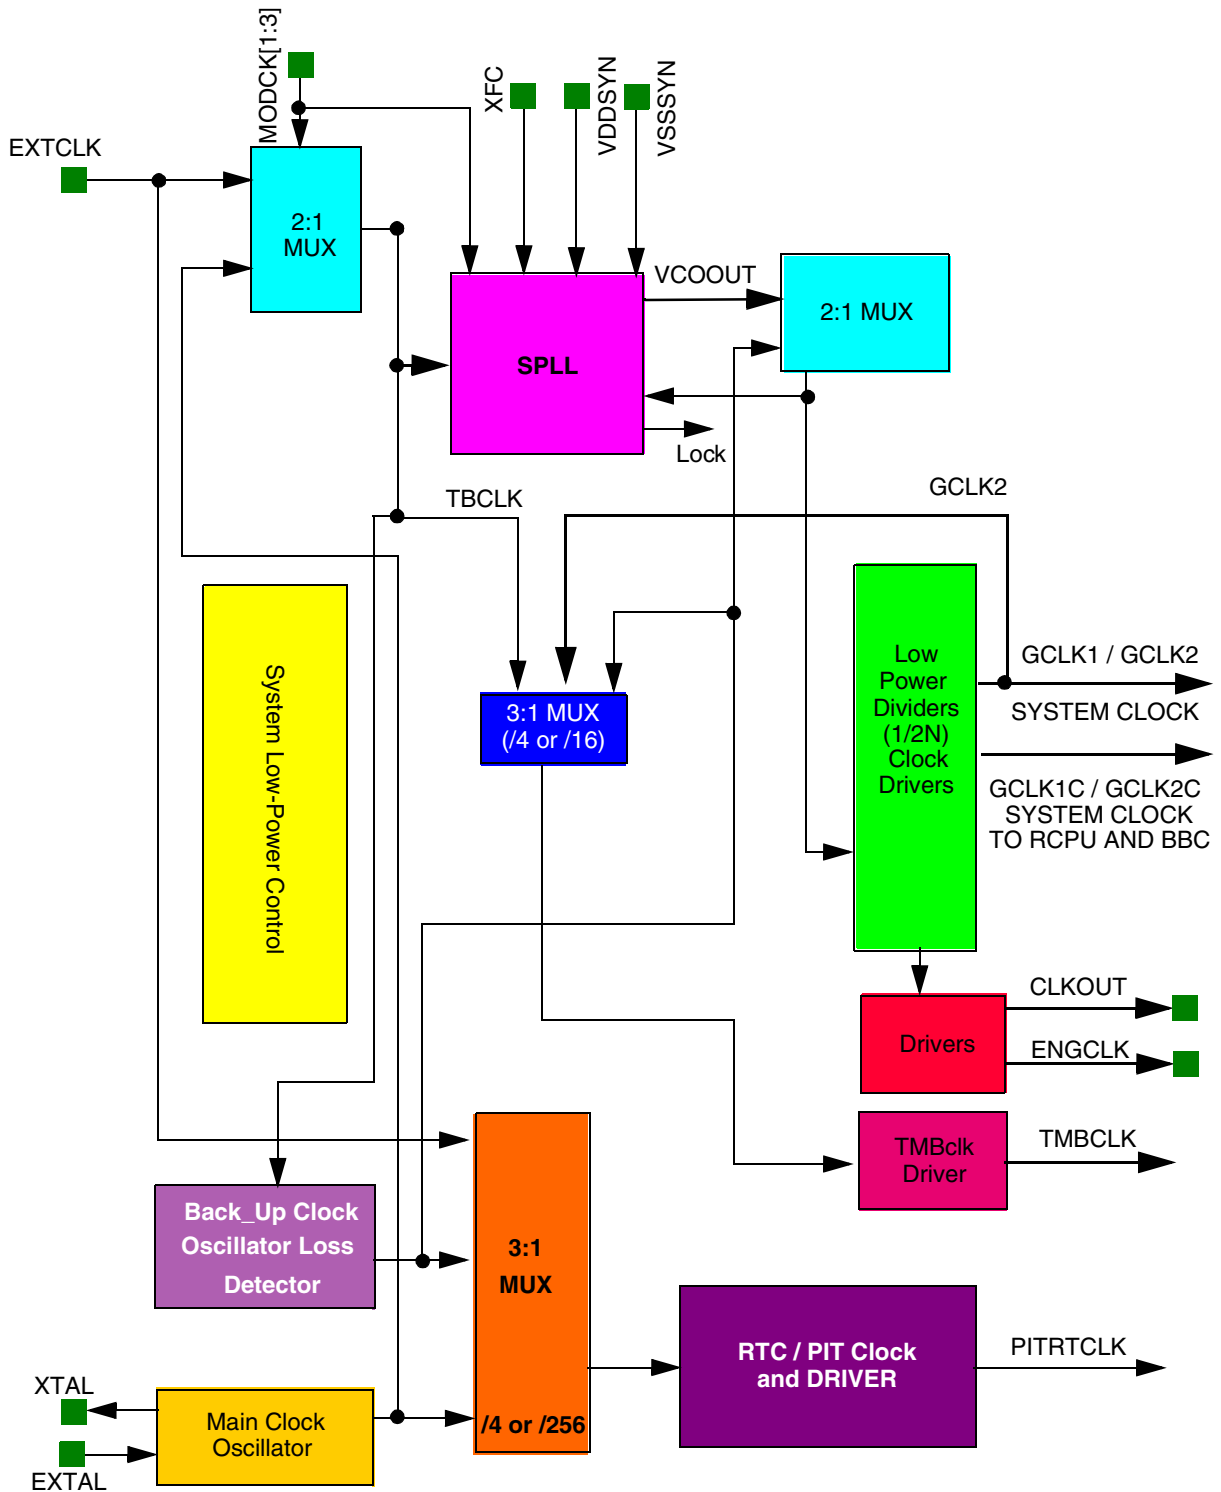 MODCK[1:3]
XFC
VDDSYN
VSSSYN
EXTCLK
2:1
MUX
VCOOUT
2:1 MUX
SPLL
Lock
TBCLK
GCLK2
System Low-Power Control
Low
Power
Dividers
(1/2N)
Clock
Drivers
GCLK1 / GCLK2
SYSTEM CLOCK
3:1 MUX
(/4 or /16)
GCLK1C / GCLK2C
SYSTEM CLOCK
TO RCPU AND BBC
CLKOUT
Drivers
ENGCLK
TMBclk
Driver
TMBCLK
Back_Up Clock
Oscillator Loss
Detector
3:1
MUX
/4 or /256
RTC / PIT Clock
and DRIVER
PITRTCLK
XTAL
Main Clock
Oscillator
EXTAL